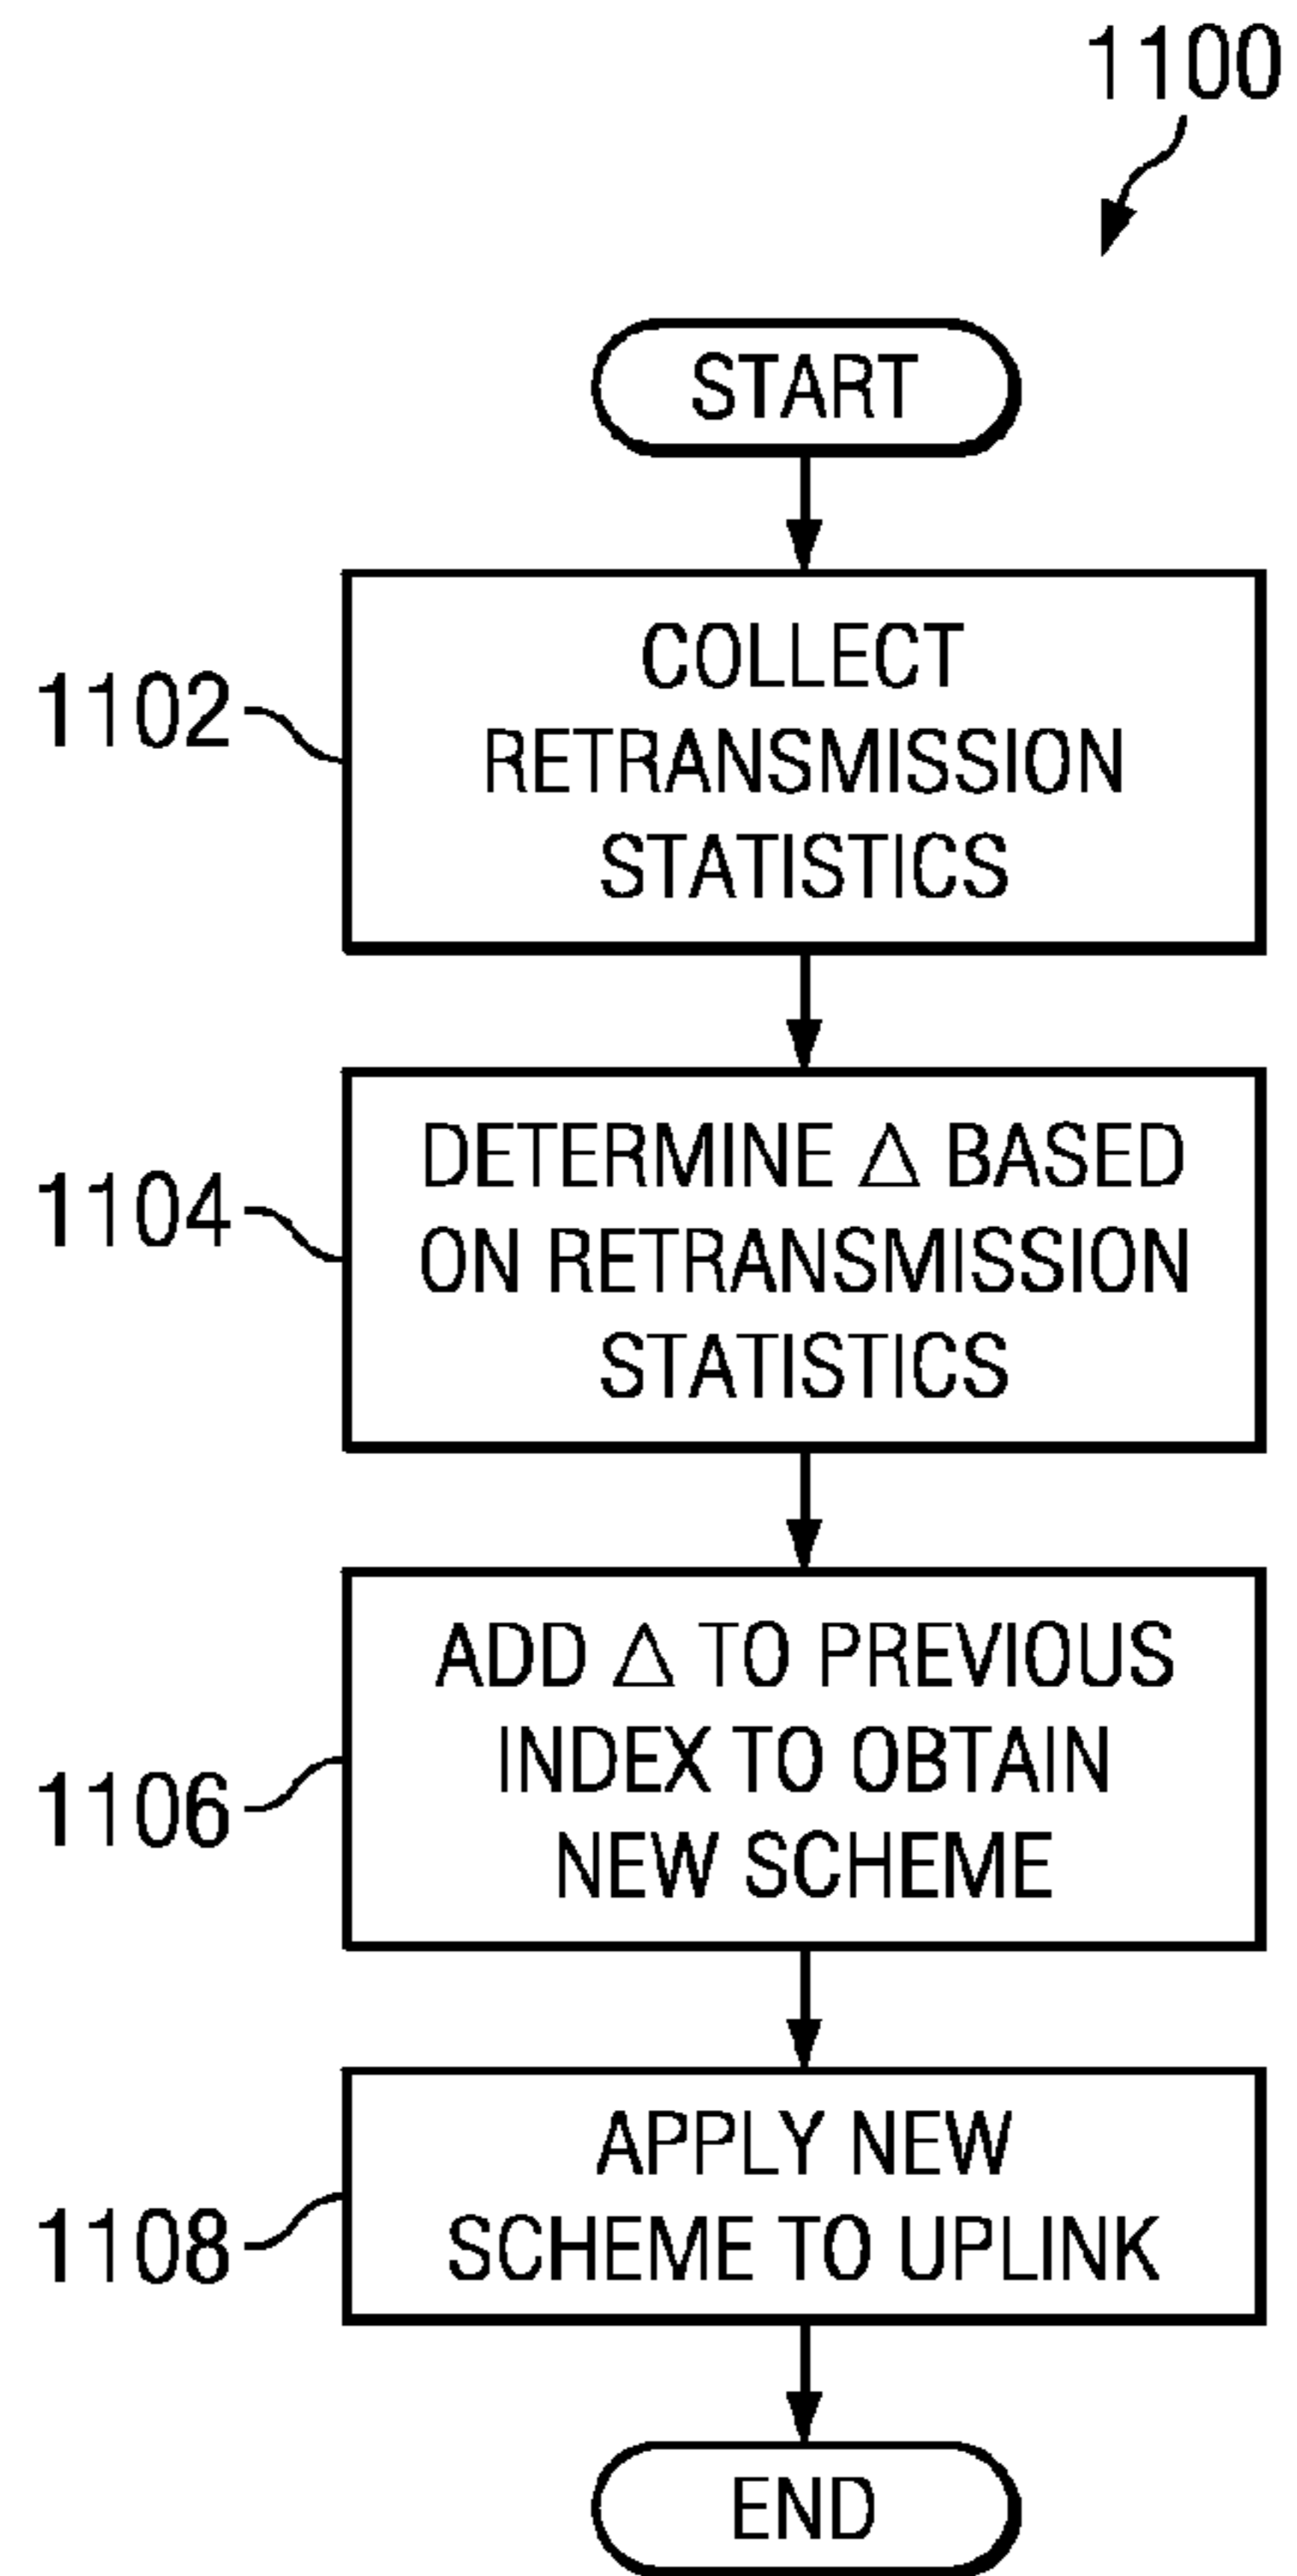 1100
START
1102
COLLECT
RETRANSMISSION
STATISTICS
1104
DETERMINE △ BASED
ON RETRANSMISSION
STATISTICS
1106
ADD △ TO PREVIOUS
INDEX TO OBTAIN
NEW SCHEME
1108
APPLY NEW
SCHEME TO UPLINK
END